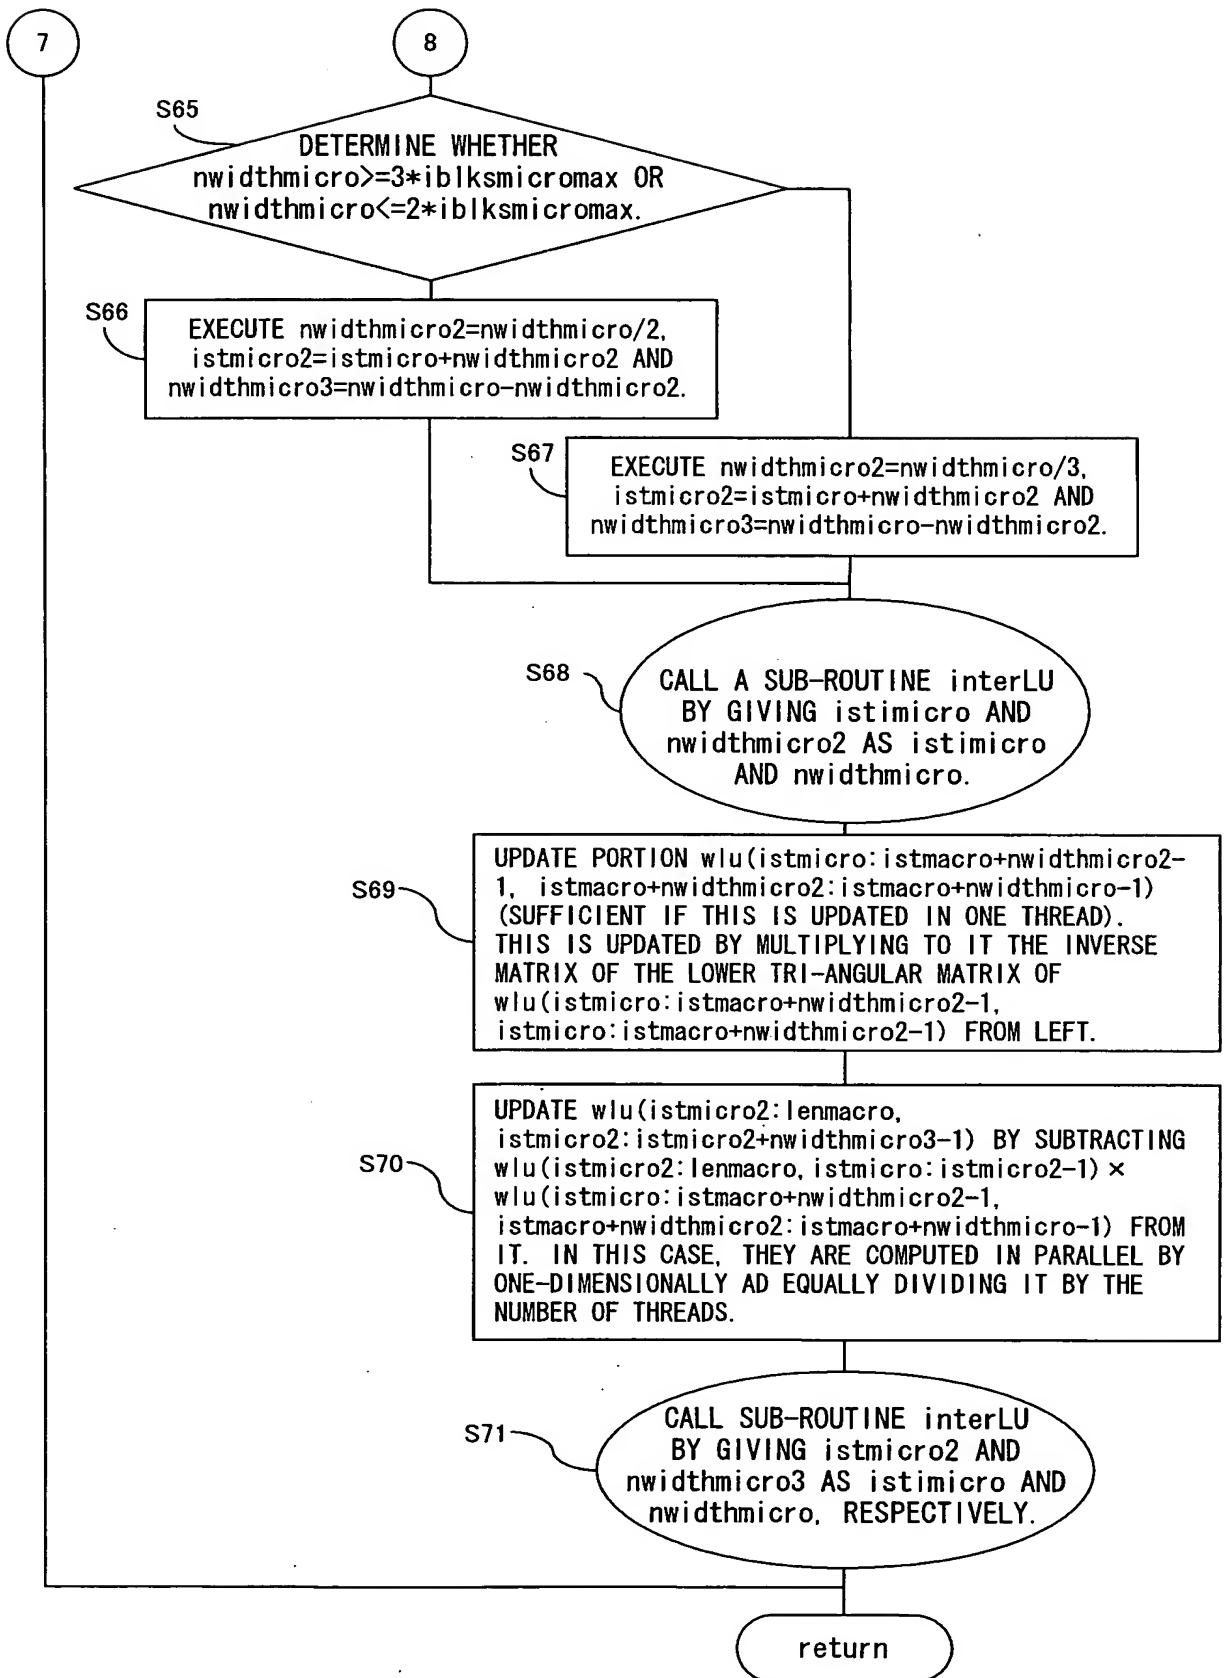 7
8
S65
DETERMINE WHETHER
nwidthmicro>=3*iblksmicromax OR
nwidthmicro<=2*iblksmicromax.
S66
EXECUTE nwidthmicro2=nwidthmicro/2,
istmicro2=istmicro+nwidthmicro2 AND
nwidthmicro3=nwidthmicro-nwidthmicro2.
S67
EXECUTE nwidthmicro2=nwidthmicro/3,
istmicro2=istmicro+nwidthmicro2 AND
nwidthmicro3=nwidthmicro-nwidthmicro2.
S68
CALL A SUB-ROUTINE interLU
BY GIVING istimicro AND
nwidthmicro2 AS istimicro
AND nwidthmicro.
S69
UPDATE PORTION wlu(istmicro:istmacro+nwidthmicro2-
1, istmacro+nwidthmicro2:istmacro+nwidthmicro-1)
(SUFFICIENT IF THIS IS UPDATED IN ONE THREAD).
THIS IS UPDATED BY MULTIPLYING TO IT THE INVERSE
MATRIX OF THE LOWER TRI-ANGULAR MATRIX OF
wlu(istmicro:istmacro+nwidthmicro2-1,
istmicro:istmacro+nwidthmicro2-1) FROM LEFT.
S70
UPDATE wlu(istmicro2:lenmacro,
istmicro2:istmicro2+nwidthmicro3-1) BY SUBTRACTING
wlu(istmicro2:lenmacro, istmicro:istmicro2-1) ×
wlu(istmicro:istmacro+nwidthmicro2-1,
istmacro+nwidthmicro2:istmacro+nwidthmicro-1) FROM
IT. IN THIS CASE, THEY ARE COMPUTED IN PARALLEL BY
ONE-DIMENSIONALLY AD EQUALLY DIVIDING IT BY THE
NUMBER OF THREADS.
S71
CALL SUB-ROUTINE interLU
BY GIVING istmicro2 AND
nwidthmicro3 AS istimicro AND
nwidthmicro, RESPECTIVELY.
return